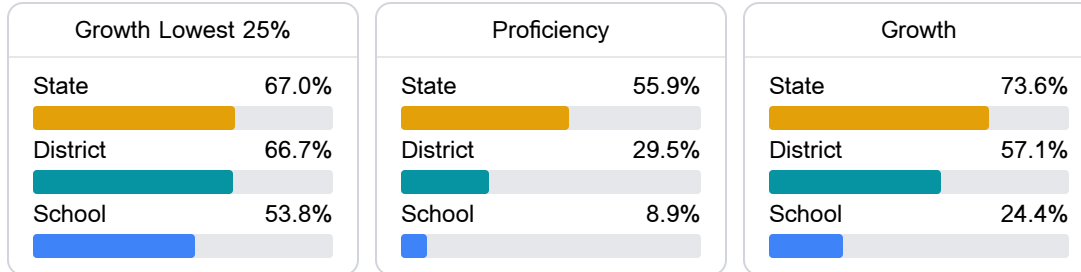 Growth Lowest 25%
State 67.0%
District 66.7%
School 53.8%
Proficiency
State 55.9%
District 29.5%
School 8.9%
Growth
State 73.6%
District 57.1%
School 24.4%